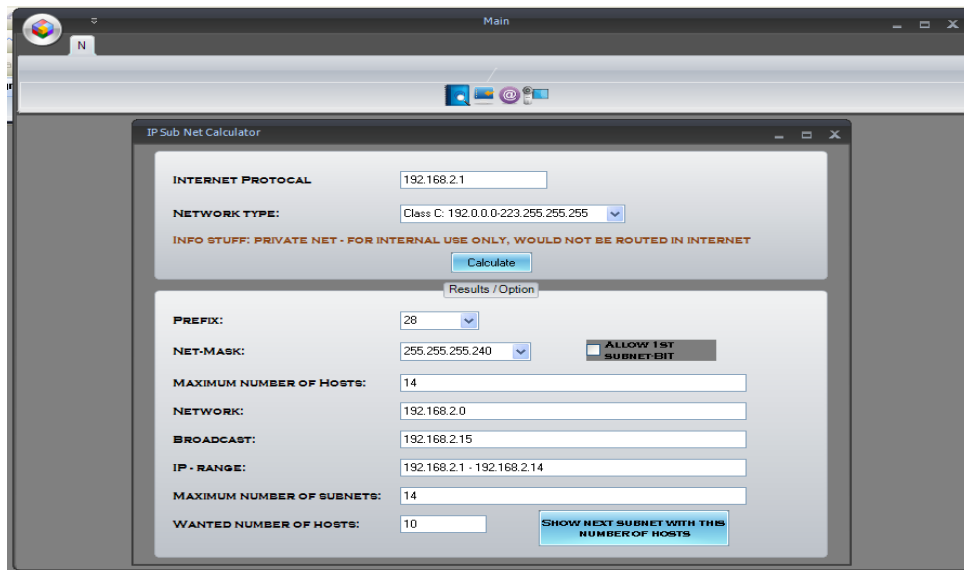 Main
N
IP Sub Net Calculator
INTERNET PROTOCAL 192.168.2.1
NETWORK TYPE: Class C: 192.0.0.0-223.255.255.255
INFO STUFF: PRIVATE NET - FOR INTERNAL USE ONLY, WOULD NOT BE ROUTED IN INTERNET
Calculate
Results / Option
PREFIX: 28
NET-MASK: 255.255.255.240
ALLOW 1ST
SUBNET-BIT
MAXIMUM NUMBER OF HOSTS: 14
NETWORK: 192.168.2.0
BROADCAST: 192.168.2.15
IP - RANGE: 192.168.2.1 - 192.168.2.14
MAXIMUM NUMBER OF SUBNETS: 14
WANTED NUMBER OF HOSTS: 10
SHOW NEXT SUBNET WITH THIS
NUMBER OF HOSTS